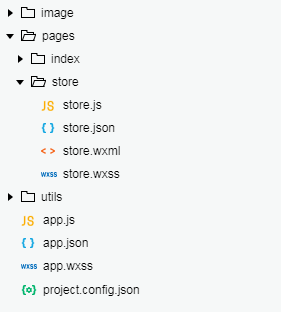 image
pages
index
store
JS store.js
{ } store.json
< > store.wxml
wxss store.wxss
utils
JS app.js
{ } app.json
wxss app.wxss
{o} project.config.json